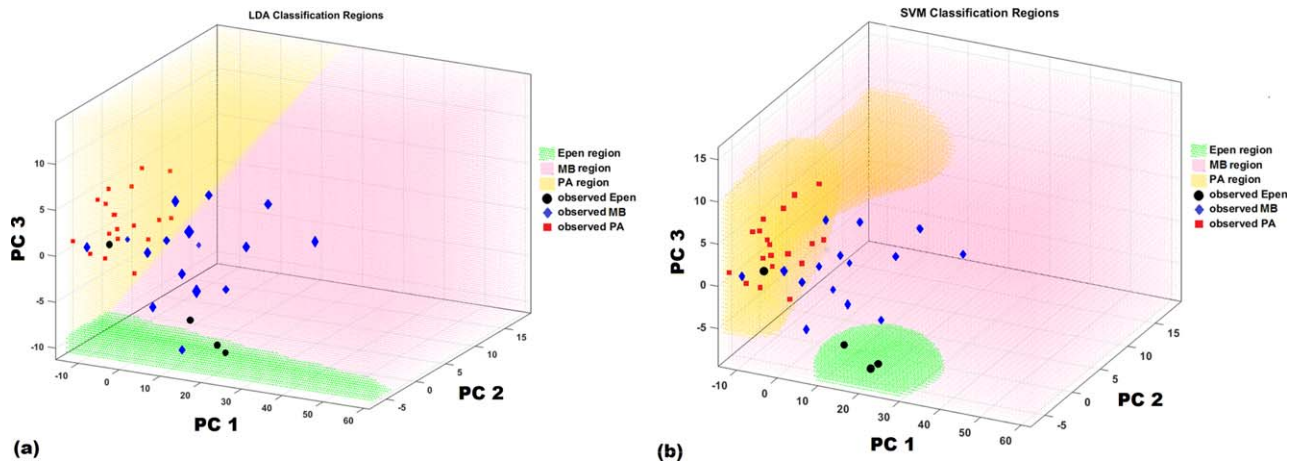 LDA Classification Regions
10
5
0
-5
-10
PC 3
-10
0
10
20
30
40
50
60
PC 1
-5
0
5
10
15
PC 2
Epen region
MB region
PA region
observed Epen
observed MB
observed PA
(a)
SVM Classification Regions
15
10
5
0
-5
PC 3
-10
0
10
20
30
40
50
60
PC 1
-5
0
5
10
15
PC 2
Epen region
MB region
PA region
observed Epen
observed MB
observed PA
(b)